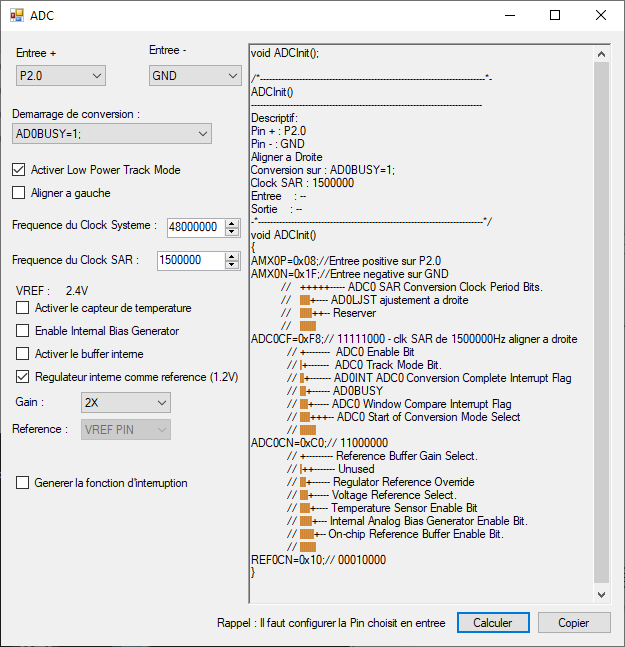 ADC
Entree +
Entree -
P2.0
GND
Demarrage de conversion :
AD0BUSY=1;
Activer Low Power Track Mode
Aligner a gauche
Frequence du Clock Systeme :
48000000
Frequence du Clock SAR :
1500000
VREF : 2.4V
Activer le capteur de temperature
Enable Internal Bias Generator
Activer le buffer interne
Regulateur interne comme reference (1.2V)
Gain :
2X
Reference :
VREF PIN
Generer la fonction d'interruption
void ADCInit();
/*---------------------------------------------------------------------------*-
ADCInit()
-----------------------------------------------------------------------------
Descriptif:
Pin + : P2.0
Pin - : GND
Aligner a Droite
Conversion sur : AD0BUSY=1;
Clock SAR : 1500000
Entree : --
Sortie : --
-*---------------------------------------------------------------------------*/
void ADCInit()
{
AMX0P=0x08;//Entree positive sur P2.0
AMX0N=0x1F;//Entree negative sur GND
// +++++----- ADC0 SAR Conversion Clock Period Bits.
// |||||+---- AD0LJST ajustement a droite
// ||||||++-- Reserver
// ||||||||
ADC0CF=0xF8;// 11111000 - clk SAR de 1500000Hz aligner a droite
// +-------- ADC0 Enable Bit
// |+------- ADC0 Track Mode Bit.
// ||+------ AD0INT ADC0 Conversion Complete Interrupt Flag
// |||+----- AD0BUSY
// ||||+---- ADC0 Window Compare Interrupt Flag
// |||||+++-- ADC0 Start of Conversion Mode Select
// ||||||||
ADC0CN=0xC0;// 11000000
// +--------- Reference Buffer Gain Select.
// |++------- Unused
// |||+------ Regulator Reference Override
// ||||+----- Voltage Reference Select.
// |||||+---- Temperature Sensor Enable Bit
// ||||||+--- Internal Analog Bias Generator Enable Bit.
// |||||||+-- On-chip Reference Buffer Enable Bit.
// ||||||||
REF0CN=0x10;// 00010000
}
Rappel : Il faut configurer la Pin choisit en entree
Calculer
Copier